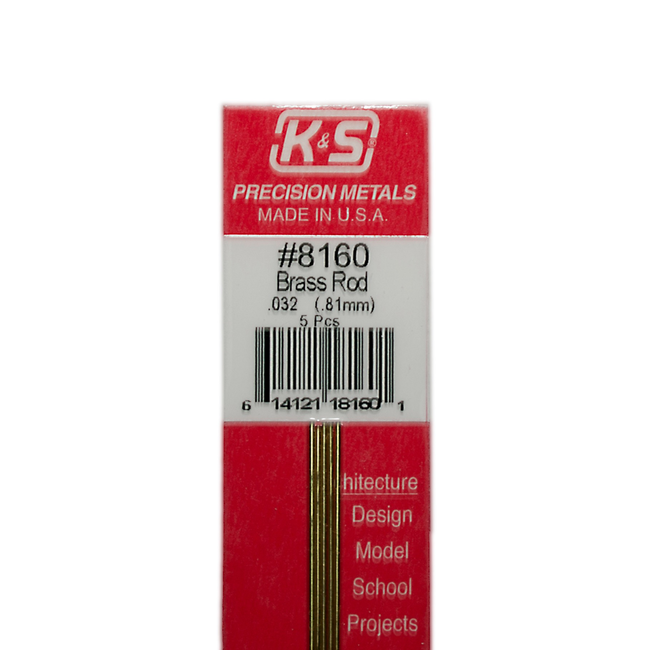 K&S®
PRECISION METALS
MADE IN U.S.A.
#8160
Brass Rod
.032 (.81mm)
5 Pcs
6 14121 18160 1
hitecture
Design
Model
School
Projects